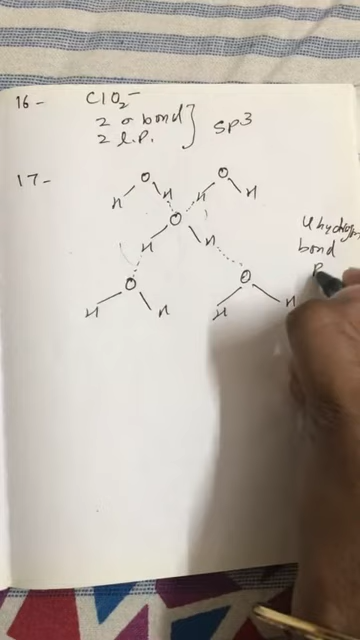 16- ClO2-
2 σ bond
2 l.P. } sp3
17-
O O
H H H H
O
H H
O O
H H H H
4 hydrogen
bond
P